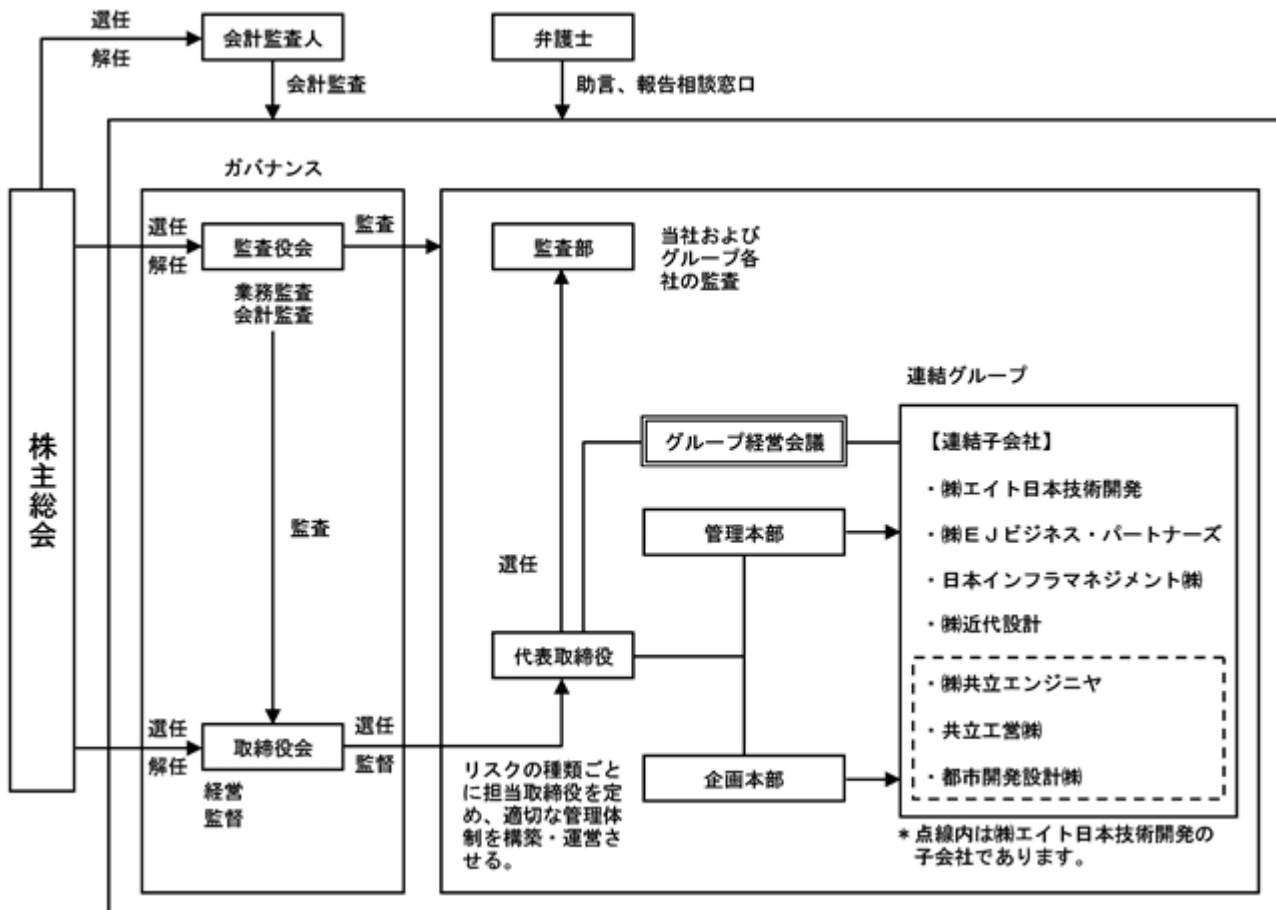 選任
解任
会計監査人
会計監査
弁護士
助言、報告相談窓口
ガバナンス
株主総会
選任
解任
監査役会
監査
業務監査
会計監査
監査
選任
解任
取締役会
経営
監督
選任
監督
監査部
当社および
グループ各
社の監査
選任
代表取締役
リスクの種類ごと
に担当取締役を定
め、適切な管理体
制を構築・運営さ
せる。
グループ経営会議
管理本部
企画本部
連結グループ
【連結子会社】
・㈱エイト日本技術開発
・㈱ＥＪビジネス・パートナーズ
・日本インフラマネジメント㈱
・㈱近代設計
・㈱共立エンジニヤ
・共立工営㈱
・都市開発設計㈱
＊点線内は㈱エイト日本技術開発の
子会社であります。